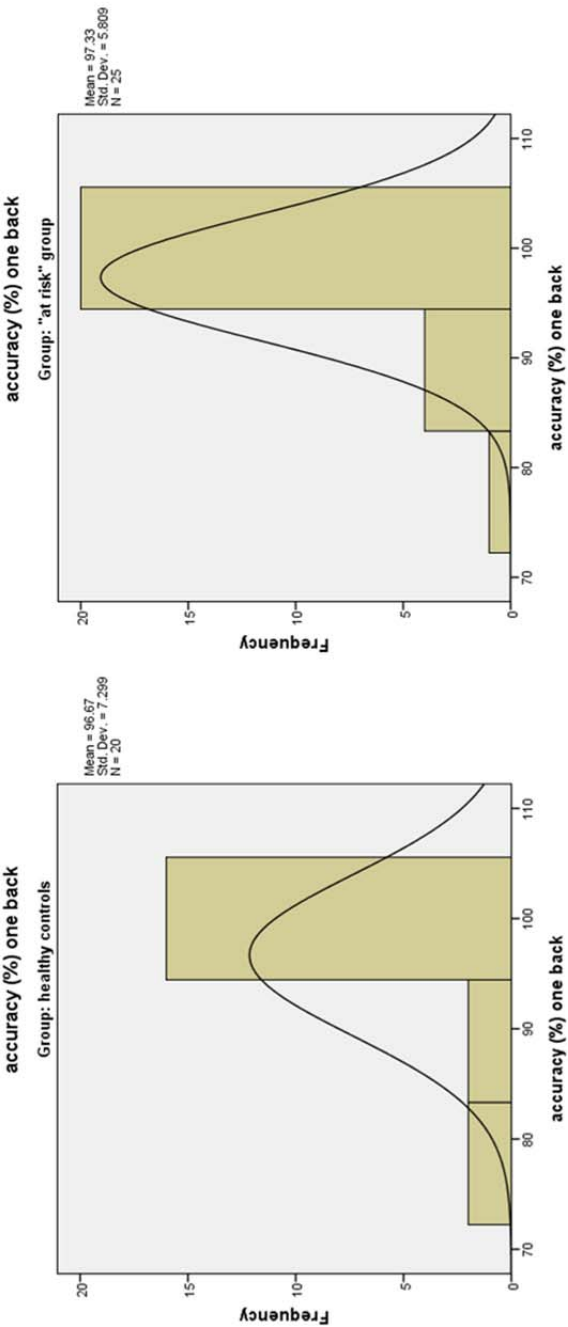 accuracy (%) one back
Group: healthy controls
Mean = 96.67
Std. Dev. = 7.299
N = 20
Frequency
20
15
10
5
0
70
80
90
100
110
accuracy (%) one back
accuracy (%) one back
Group: "at risk" group
Mean = 97.33
Std. Dev. = 5.809
N = 25
Frequency
20
15
10
5
0
70
80
90
100
110
accuracy (%) one back